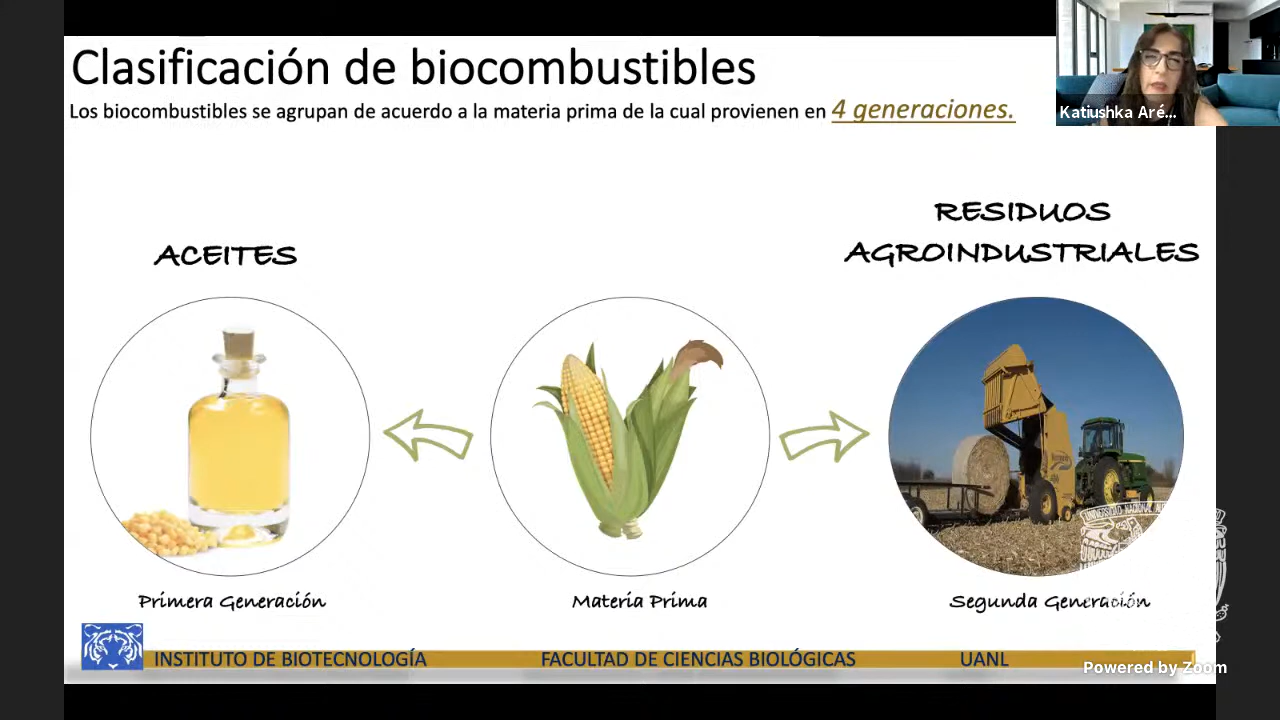 Clasificación de biocombustibles
Los biocombustibles se agrupan de acuerdo a la materia prima de la cual provienen en 4 generaciones.
Katiushka Aré...
RESIDUOS
AGROINDUSTRIALES
ACEITES
Primera Generación
Materia Prima
Segunda Generación
INSTITUTO DE BIOTECNOLOGÍA FACULTAD DE CIENCIAS BIOLÓGICAS UANL
Powered by Zoom